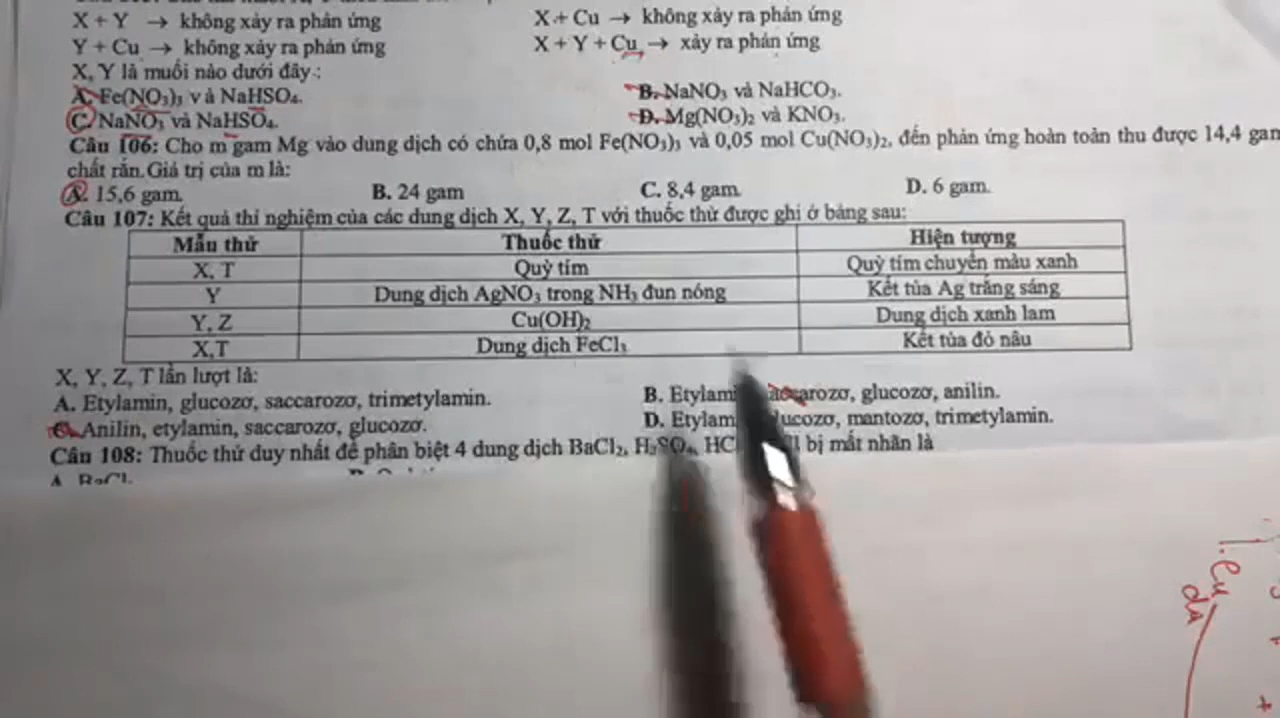 X + Y → không xảy ra phản ứng X + Cu → không xảy ra phản ứng
Y + Cu → không xảy ra phản ứng X + Y + Cu → xảy ra phản ứng
X, Y là muối nào dưới đây :
A. Fe(NO₃)₃ và NaHSO₄. B. NaNO₃ và NaHCO₃.
C. NaNO₃ và NaHSO₄. D. Mg(NO₃)₂ và KNO₃.
Câu 106: Cho m gam Mg vào dung dịch có chứa 0,8 mol Fe(NO₃)₃ và 0,05 mol Cu(NO₃)₂, đến phản ứng hoàn toàn thu được 14,4 gam
chất rắn. Giá trị của m là:
A. 15,6 gam. B. 24 gam C. 8,4 gam. D. 6 gam.
Câu 107: Kết quả thí nghiệm của các dung dịch X, Y, Z, T với thuốc thử được ghi ở bảng sau:
Mẫu thử Thuốc thử Hiện tượng
X, T Quỳ tím Quỳ tím chuyển màu xanh
Y Dung dịch AgNO₃ trong NH₃ đun nóng Kết tủa Ag trắng sáng
Y, Z Cu(OH)₂ Dung dịch xanh lam
X,T Dung dịch FeCl₃ Kết tủa đỏ nâu
X, Y, Z, T lần lượt là:
A. Etylamin, glucozơ, saccarozơ, trimetylamin. B. glucozơ, anilin.
C. Anilin, etylamin, saccarozơ, glucozơ. D. mantozơ, trimetylamin.
Câu 108: Thuốc thử duy nhất để phân biệt 4 dung dịch BaCl₂, H₂SO₄, bị mất nhãn là
A. BaCl₂
1. eu